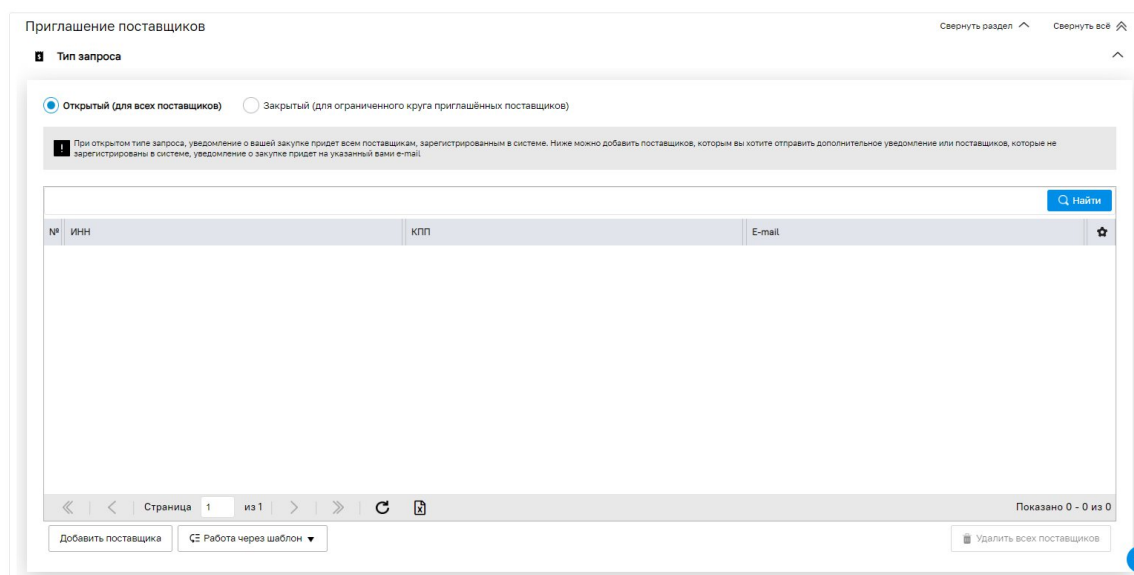 Приглашение поставщиков
Свернуть раздел
Свернуть всё
Тип запроса
Открытый (для всех поставщиков)
Закрытый (для ограниченного круга приглашённых поставщиков)
При открытом типе запроса, уведомление о вашей закупке придет всем поставщикам, зарегистрированным в системе. Ниже можно добавить поставщиков, которым вы хотите отправить дополнительное уведомление или поставщиков, которые не
зарегистрированы в системе, уведомление о закупке придет на указанный вами e-mail
Найти
№ ИНН КПП E-mail
Страница 1 из 1
Показано 0 - 0 из 0
Добавить поставщика
Работа через шаблон
Удалить всех поставщиков